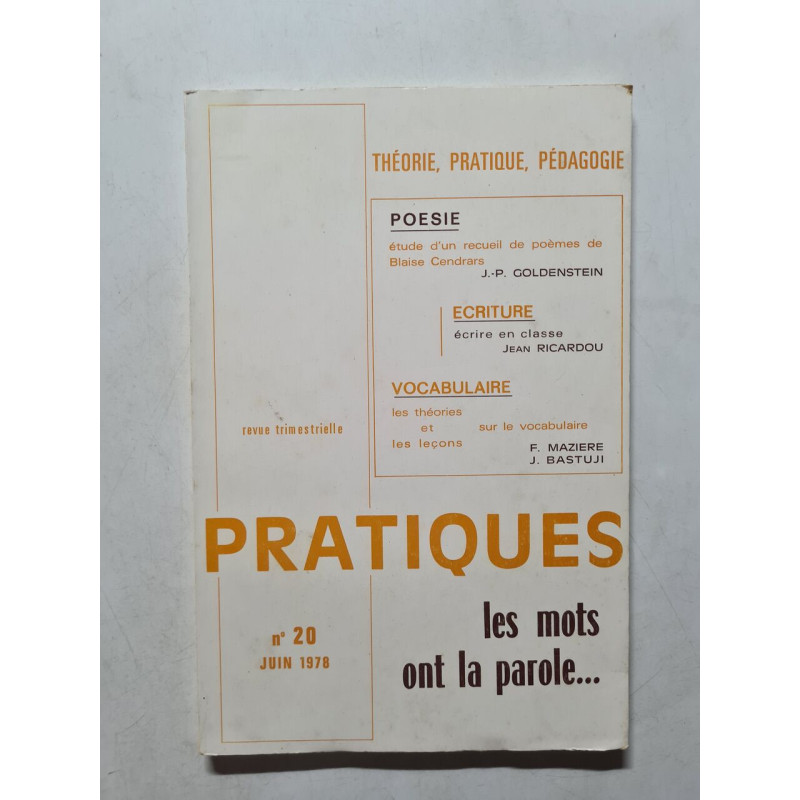 THÉORIE, PRATIQUE, PÉDAGOGIE
POESIE
étude d'un recueil de poèmes de
Blaise Cendrars
J.-P. GOLDENSTEIN
ECRITURE
écrire en classe
JEAN RICARDOU
VOCABULAIRE
les théories
et sur le vocabulaire
les leçons
F. MAZIERE
J. BASTUJI
revue trimestrielle
PRATIQUES
n° 20
JUIN 1978
les mots
ont la parole...